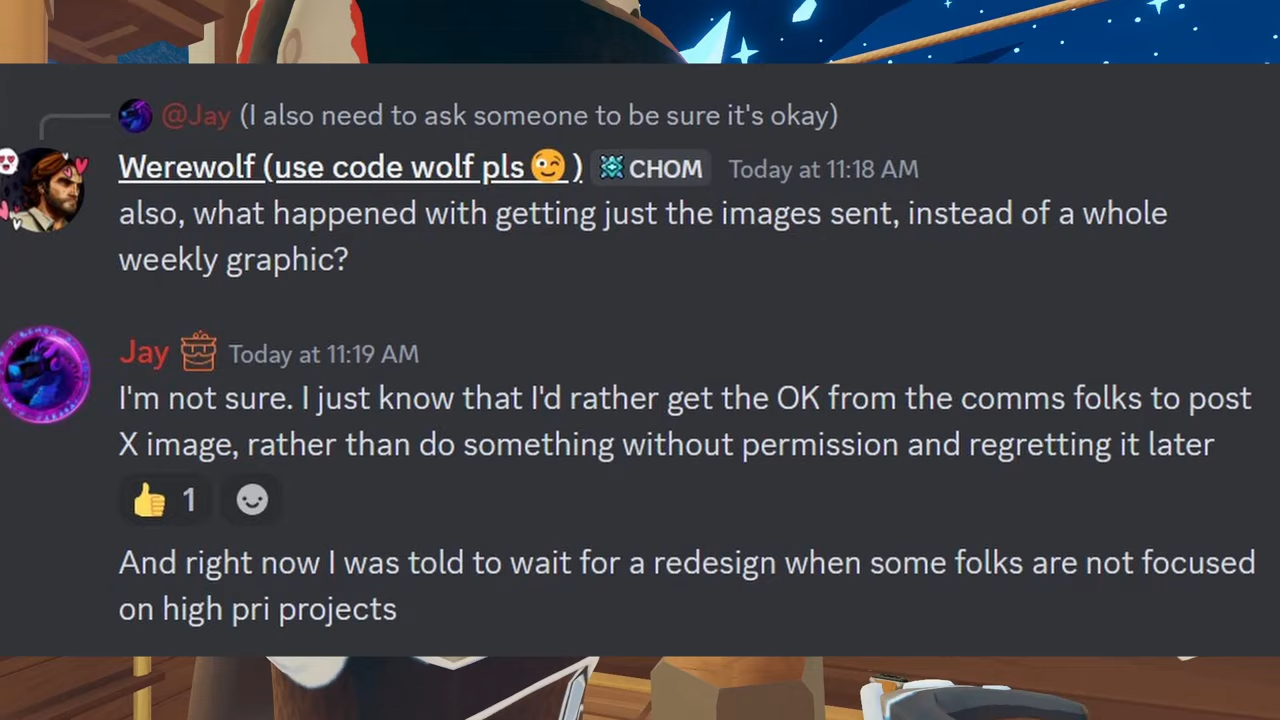 @Jay (I also need to ask someone to be sure it's okay)
Werewolf (use code wolf pls😉) CHOM Today at 11:18 AM
also, what happened with getting just the images sent, instead of a whole
weekly graphic?
Jay Today at 11:19 AM
I'm not sure. I just know that I'd rather get the OK from the comms folks to post
X image, rather than do something without permission and regretting it later
👍 1
And right now I was told to wait for a redesign when some folks are not focused
on high pri projects